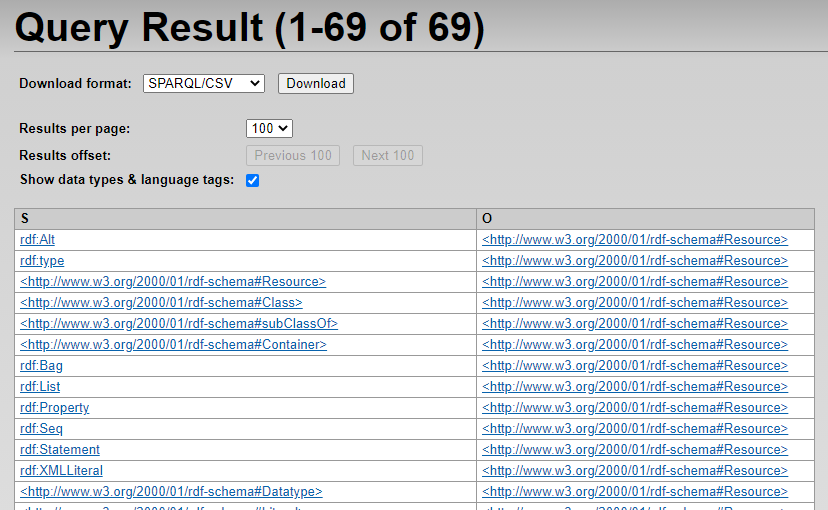 Query Result (1-69 of 69)
Download format: SPARQL/CSV Download
Results per page: 100
Results offset: Previous 100 Next 100
Show data types & language tags:
S O
rdf:Alt <http://www.w3.org/2000/01/rdf-schema#Resource>
rdf:type <http://www.w3.org/2000/01/rdf-schema#Resource>
<http://www.w3.org/2000/01/rdf-schema#Resource> <http://www.w3.org/2000/01/rdf-schema#Resource>
<http://www.w3.org/2000/01/rdf-schema#Class> <http://www.w3.org/2000/01/rdf-schema#Resource>
<http://www.w3.org/2000/01/rdf-schema#subClassOf> <http://www.w3.org/2000/01/rdf-schema#Resource>
<http://www.w3.org/2000/01/rdf-schema#Container> <http://www.w3.org/2000/01/rdf-schema#Resource>
rdf:Bag <http://www.w3.org/2000/01/rdf-schema#Resource>
rdf:List <http://www.w3.org/2000/01/rdf-schema#Resource>
rdf:Property <http://www.w3.org/2000/01/rdf-schema#Resource>
rdf:Seq <http://www.w3.org/2000/01/rdf-schema#Resource>
rdf:Statement <http://www.w3.org/2000/01/rdf-schema#Resource>
rdf:XMLLiteral <http://www.w3.org/2000/01/rdf-schema#Resource>
<http://www.w3.org/2000/01/rdf-schema#Datatype> <http://www.w3.org/2000/01/rdf-schema#Resource>